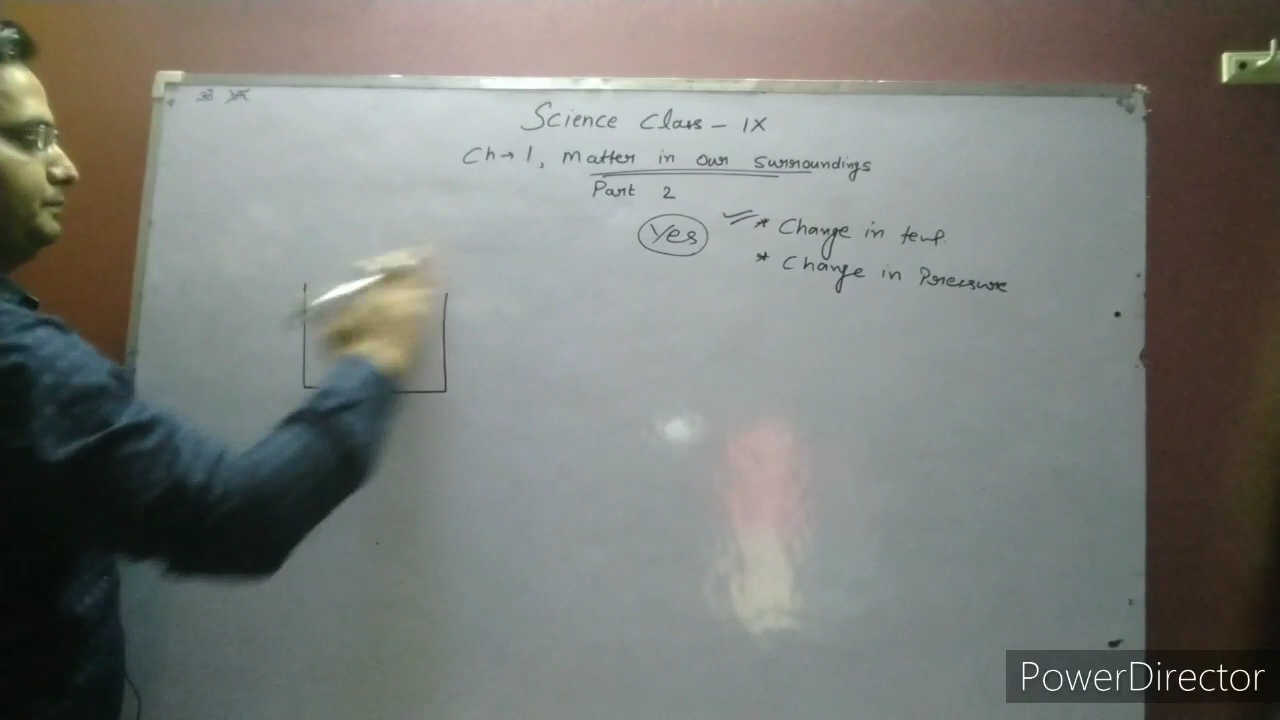 Science Class - IX
Ch → 1, Matter in our surroundings
Part 2
Yes * Change in temp.
* Change in Pressure
PowerDirector